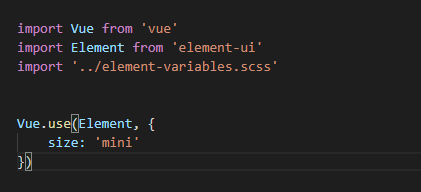 import Vue from 'vue'
import Element from 'element-ui'
import '../element-variables.scss'
Vue.use(Element, {
    size: 'mini'
})